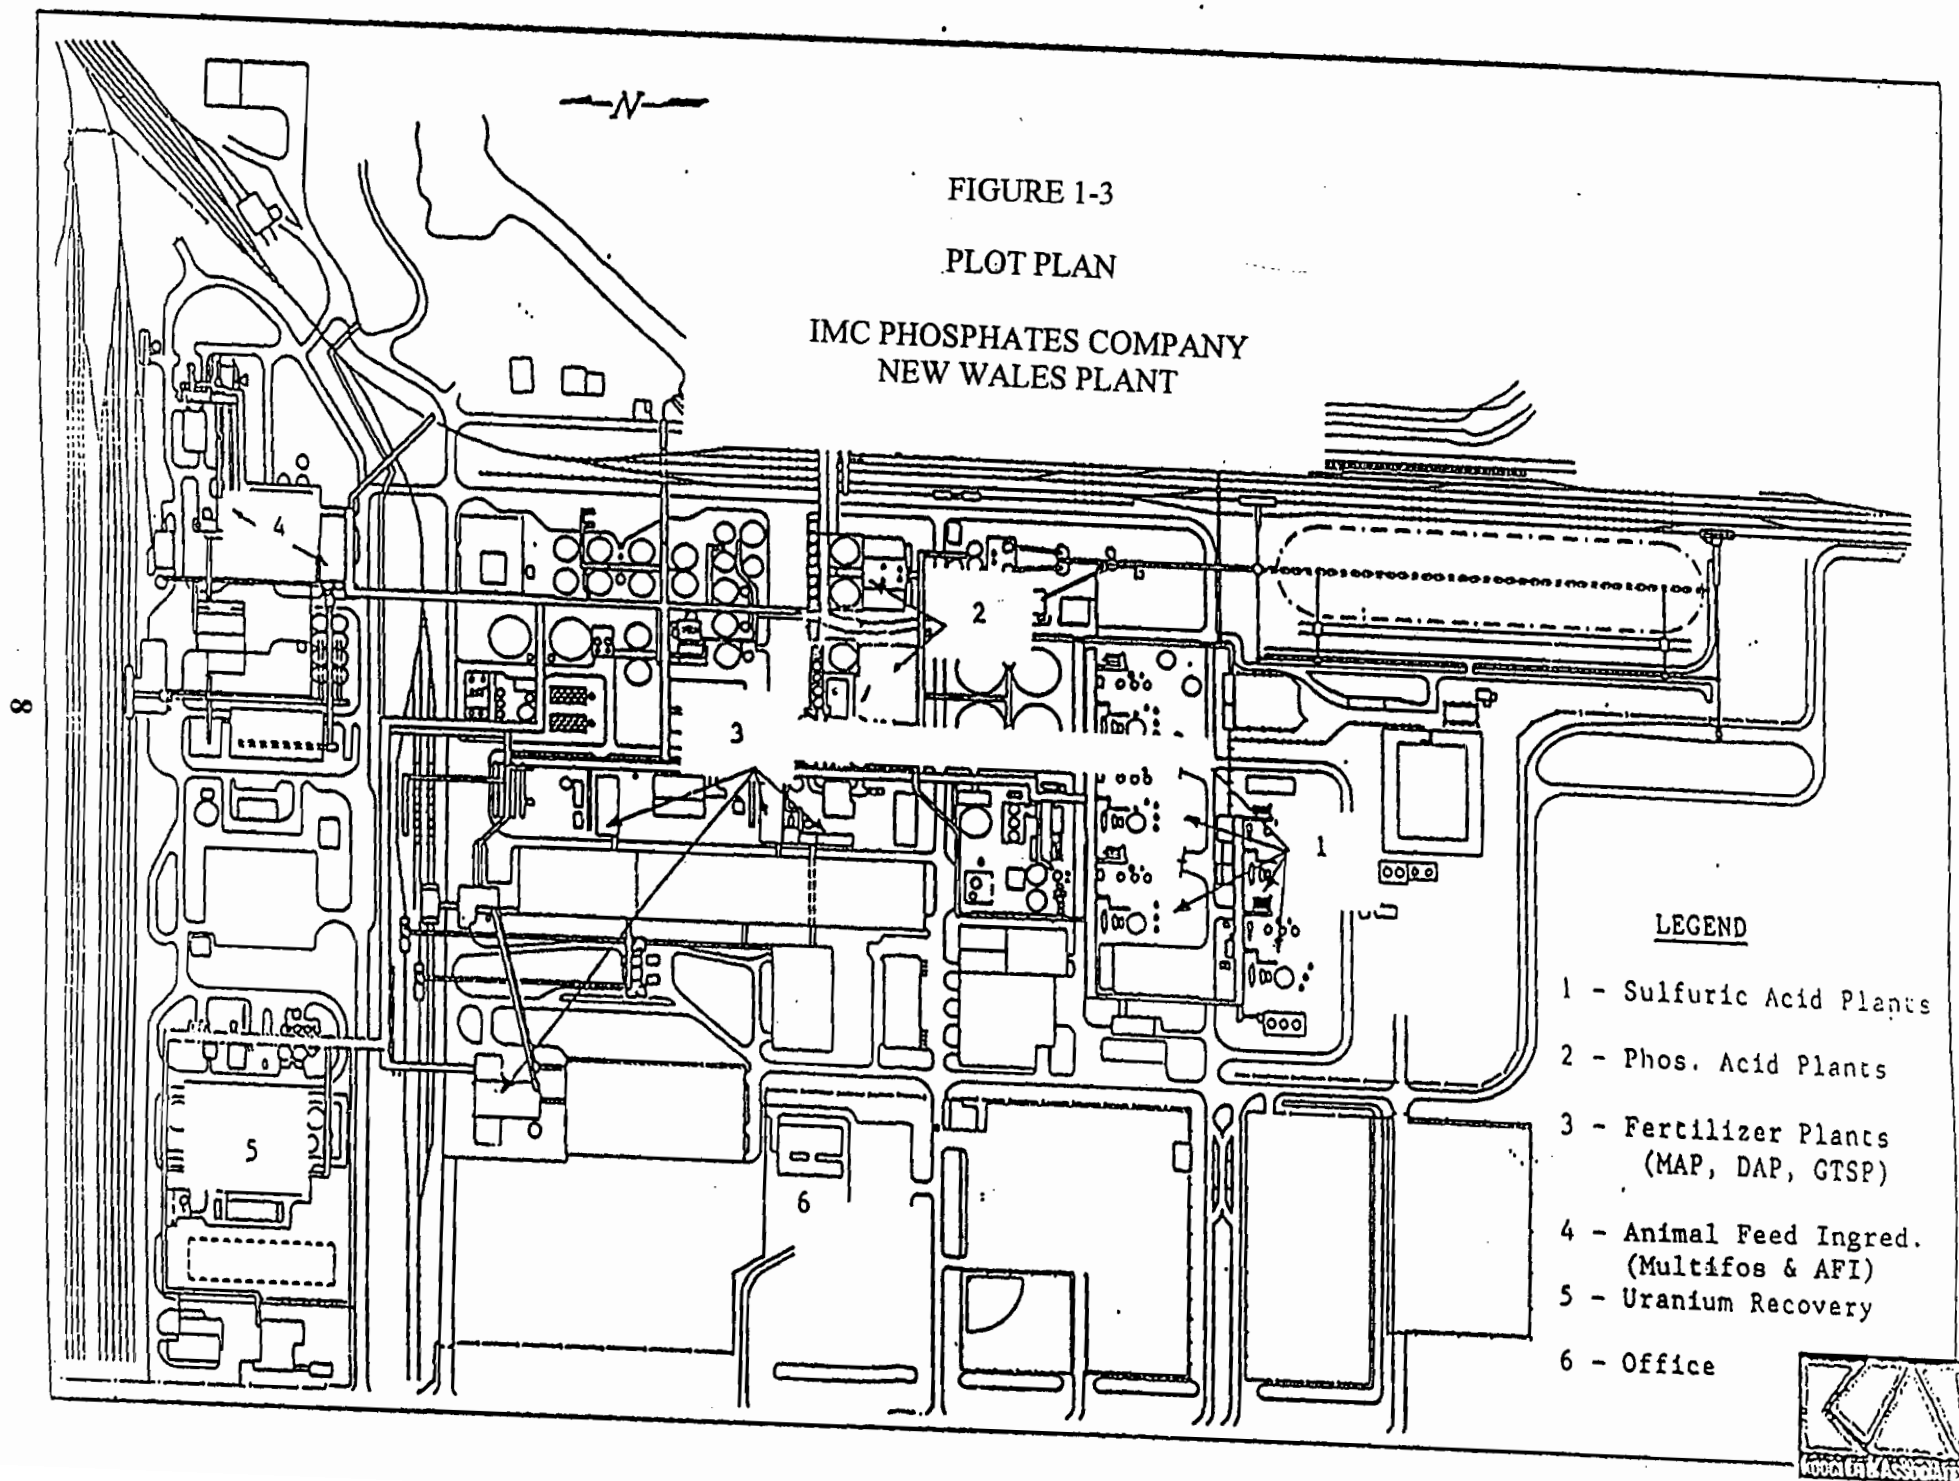 N
FIGURE 1-3
PLOT PLAN
IMC PHOSPHATES COMPANY
NEW WALES PLANT
4
2
3
1
5
6
8
LEGEND
1 - Sulfuric Acid Plants
2 - Phos. Acid Plants
3 - Fertilizer Plants
(MAP, DAP, GTSP)
4 - Animal Feed Ingred.
(Multifos & AFI)
5 - Uranium Recovery
6 - Office